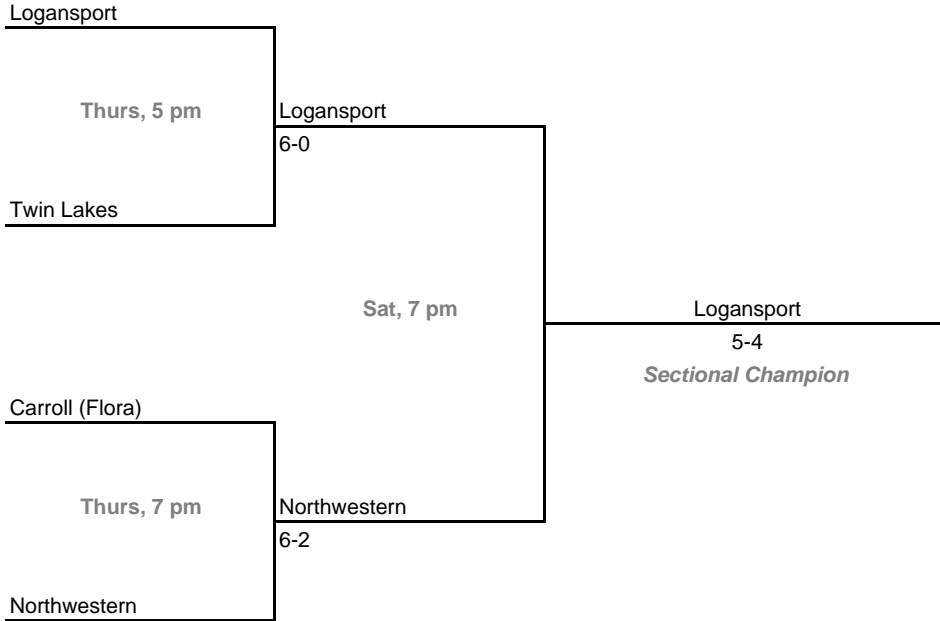 Logansport
Thurs, 5 pm
Logansport
6-0
Twin Lakes
Sat, 7 pm
Logansport
5-4
Sectional Champion
Carroll (Flora)
Thurs, 7 pm
Northwestern
6-2
Northwestern